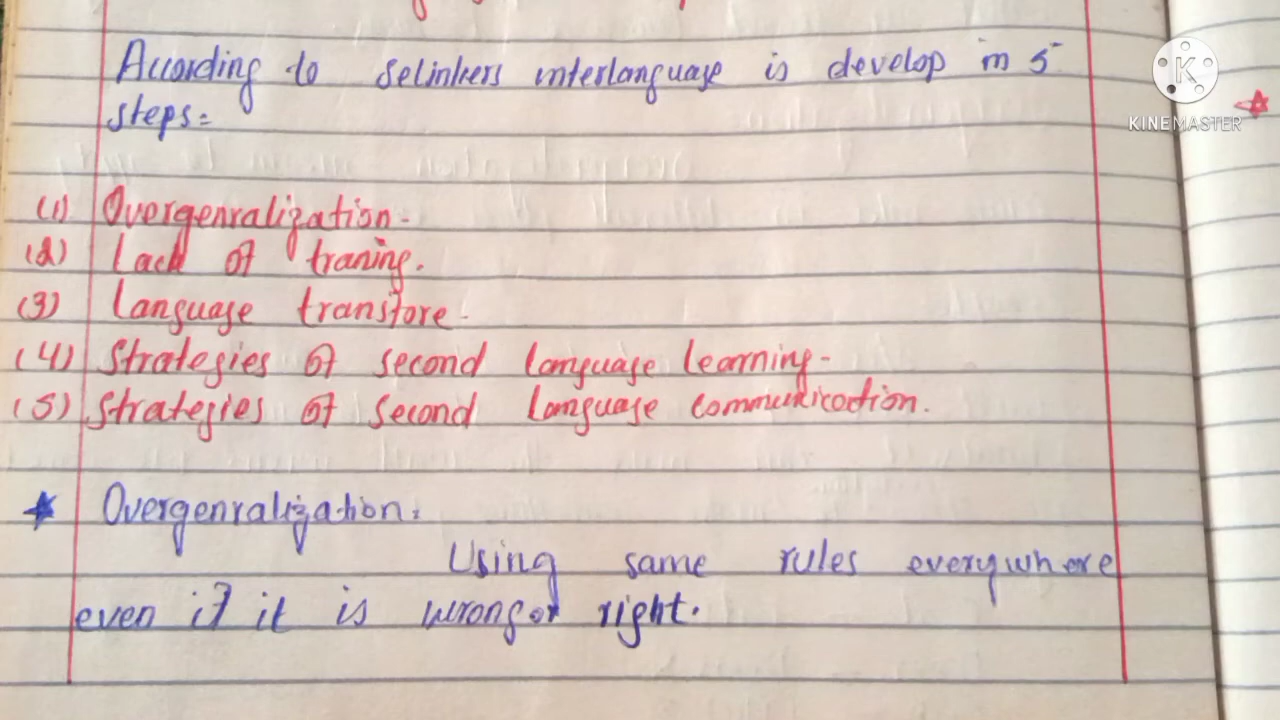 According to selinkers interlanguage is develop in 5
steps:
KINEMASTER
(1) Overgenralization-
(2) Lack of traning.
(3) Language transfore-
(4) Strategies of second language learning-
(5) Strategies of second language communication.
Overgenralization:
Using same rules everywhere
even if it is wrong or right.